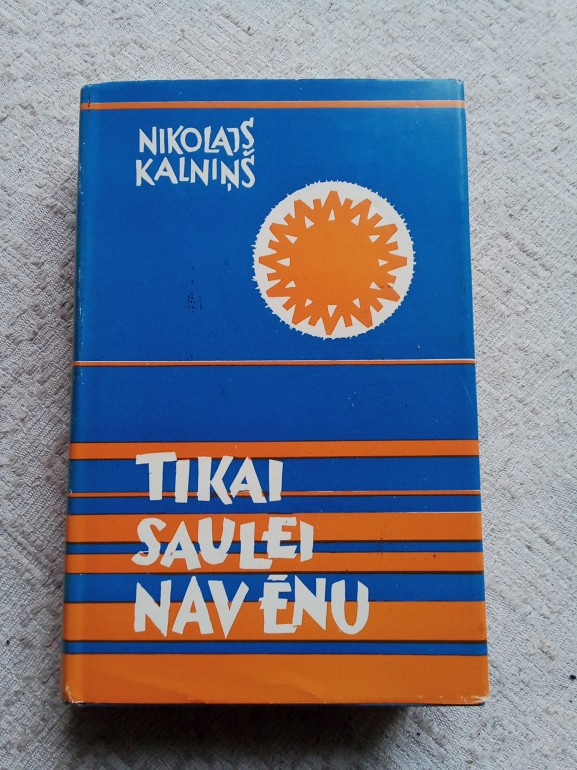 NIKOLAJS
KALNIŅŠ
TIKAI
SAULEI
NAV ĒNU